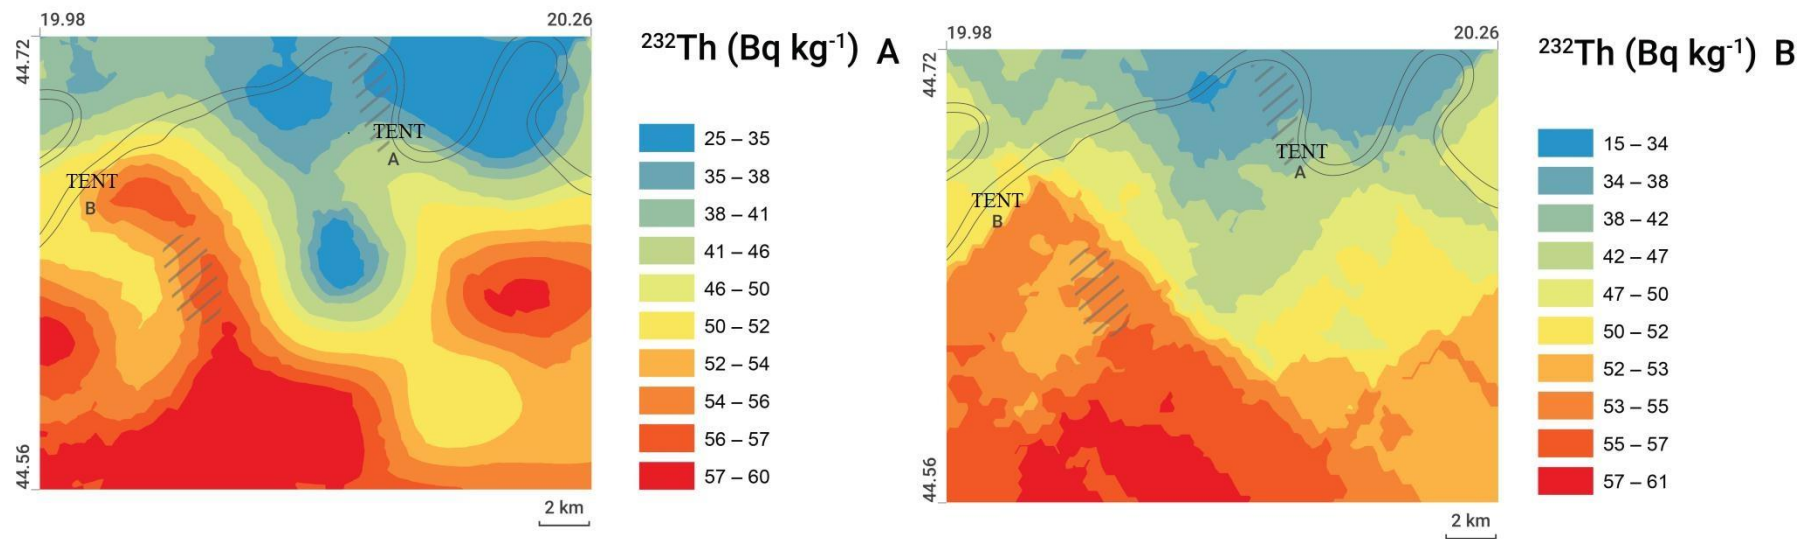 19.98 20.26
44.72
44.56
TENT
A
TENT
B
2 km
²³²Th (Bq kg⁻¹) A
25 – 35
35 – 38
38 – 41
41 – 46
46 – 50
50 – 52
52 – 54
54 – 56
56 – 57
57 – 60
19.98 20.26
44.72
44.56
TENT
A
TENT
B
2 km
²³²Th (Bq kg⁻¹) B
15 – 34
34 – 38
38 – 42
42 – 47
47 – 50
50 – 52
52 – 53
53 – 55
55 – 57
57 – 61